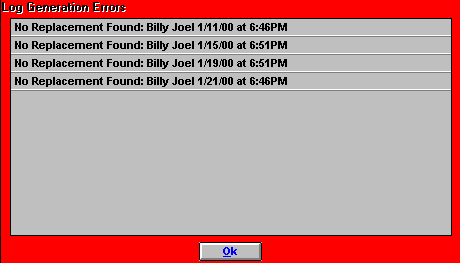 Log Generation Errors
No Replacement Found: Billy Joel 1/11/00 at 6:46PM
No Replacement Found: Billy Joel 1/15/00 at 6:51PM
No Replacement Found: Billy Joel 1/19/00 at 6:51PM
No Replacement Found: Billy Joel 1/21/00 at 6:46PM
Ok